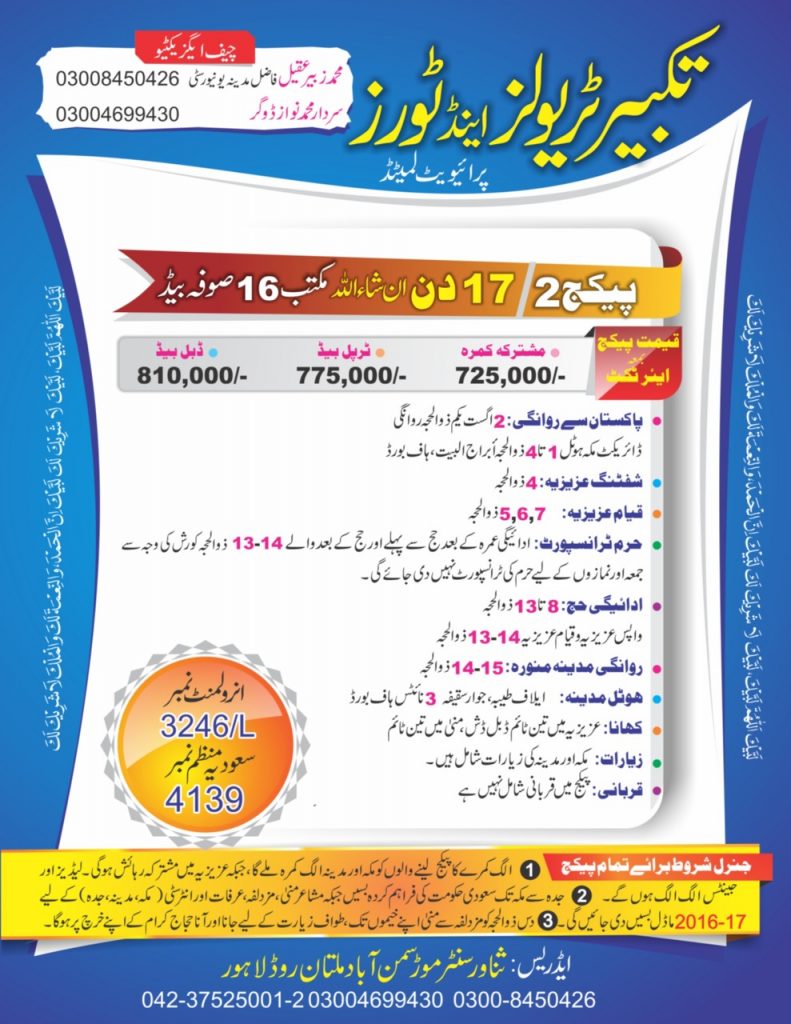 تکبیر ٹریولز اینڈ ٹورز
پرائیویٹ لمیٹڈ
چیف ایگزیکٹیو
محمد زبیر عقیل فاضل مدینہ یونیورسٹی 03008450426
سردار محمد نواز ڈوگر 03004699430
پیکج 2 / 17 دن ان شاءاللہ مکتب 16 صوفہ بیڈ
قیمت پیکج بمعہ ایئر ٹکٹ
مشترکہ کمرہ ٹرپل بیڈ ڈبل بیڈ
725,000/- 775,000/- 810,000/-
پاکستان سے روانگی: 2 اگست یکم ذوالحجہ روانگی
ڈائریکٹ مکہ ہوٹل 1 تا 4 ذوالحجہ أبراج البیت، ہاف بورڈ
شفٹنگ عزیزیہ: 4 ذوالحجہ
قیام عزیزیہ: 5,6,7 ذوالحجہ
حرم ٹرانسپورٹ: ادائیگی عمرہ کے بعد حج سے پہلے اور حج کے بعد والے 14-13 ذوالحجہ کو رش کی وجہ سے
جمعہ اور نمازوں کے لیے حرم کی ٹرانسپورٹ نہیں دی جائے گی۔
ادائیگی حج: 8 تا 13 ذوالحجہ
واپس عزیزیہ و قیام عزیزیہ 14-13 ذوالحجہ
روانگی مدینہ منورہ: 15-14 ذوالحجہ
ہوٹل مدینہ: ایلاف طیبہ، جوار سقیفہ 3 نائٹس ہاف بورڈ
کھانا: عزیزیہ میں تین ٹائم ڈبل ڈش، منیٰ میں تین ٹائم
زیارات: مکہ اور مدینہ کی زیارات شامل ہیں۔
قربانی: پیکج میں قربانی شامل نہیں ہے
انرولمنٹ نمبر
3246/L
سعودیہ منظم نمبر
4139
لَبَّيْكَ اَللّٰهُمَّ لَبَّيْكَ، لَبَّيْكَ لَا شَرِيْكَ لَكَ لَبَّيْكَ اِنَّ الْحَمْدَ، وَالنِّعْمَةَ لَكَ وَالْمُلْكَ لَا شَرِيْكَ لَكَ
لَبَّيْكَ اَللّٰهُمَّ لَبَّيْكَ، لَبَّيْكَ لَا شَرِيْكَ لَكَ لَبَّيْكَ اِنَّ الْحَمْدَ، وَالنِّعْمَةَ لَكَ وَالْمُلْكَ لَا شَرِيْكَ لَكَ
جنرل شروط برائے تمام پیکج 1 الگ کمرے کا پیکج لینے والوں کو مکہ اور مدینہ الگ کمرہ ملے گا، جبکہ عزیزیہ میں مشترکہ رہائش ہوگی۔ لیڈیز اور
جینٹس الگ الگ ہوں گے۔ 2 جدہ سے مکہ تک سعودی حکومت کی فراہم کردہ بسیں جبکہ مشاعر منیٰ، مزدلفہ، عرفات اور انٹرسٹی (مکہ، مدینہ، جدہ) کے لیے
2016-17 ماڈل بسیں دی جائیں گی۔ 3 دس ذوالحجہ کو مزدلفہ سے منیٰ اپنے خیموں تک، طواف زیارت کے لیے جانا اور آنا حجاج کرام کے اپنے خرچ پر ہوگا۔
ایڈریس: شاور سنٹر موڑ سمن آباد ملتان روڈ لاہور
042-37525001-2 03004699430 0300-8450426